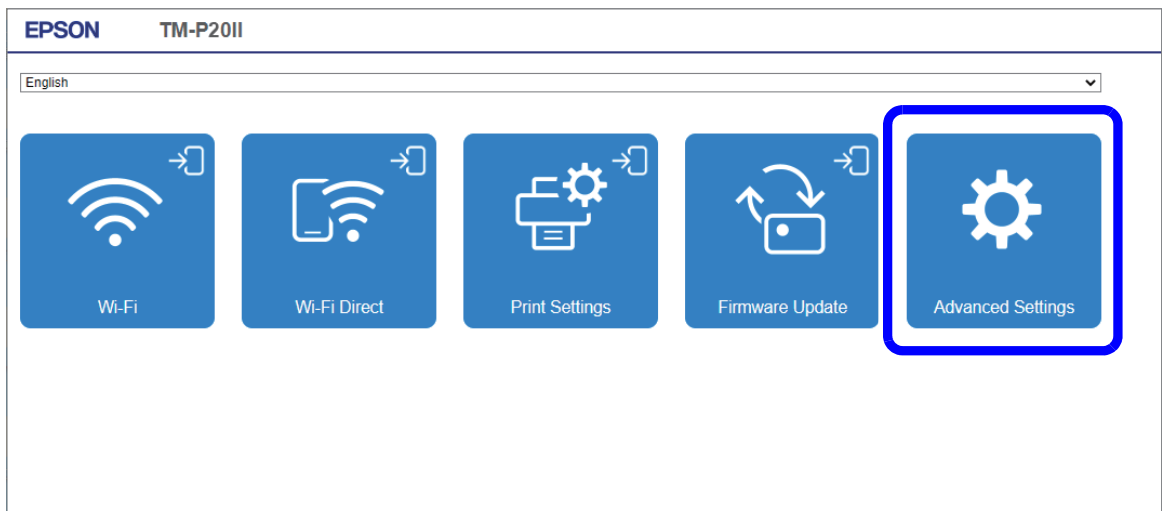 EPSON TM-P20II
English
Wi-Fi Wi-Fi Direct Print Settings Firmware Update Advanced Settings